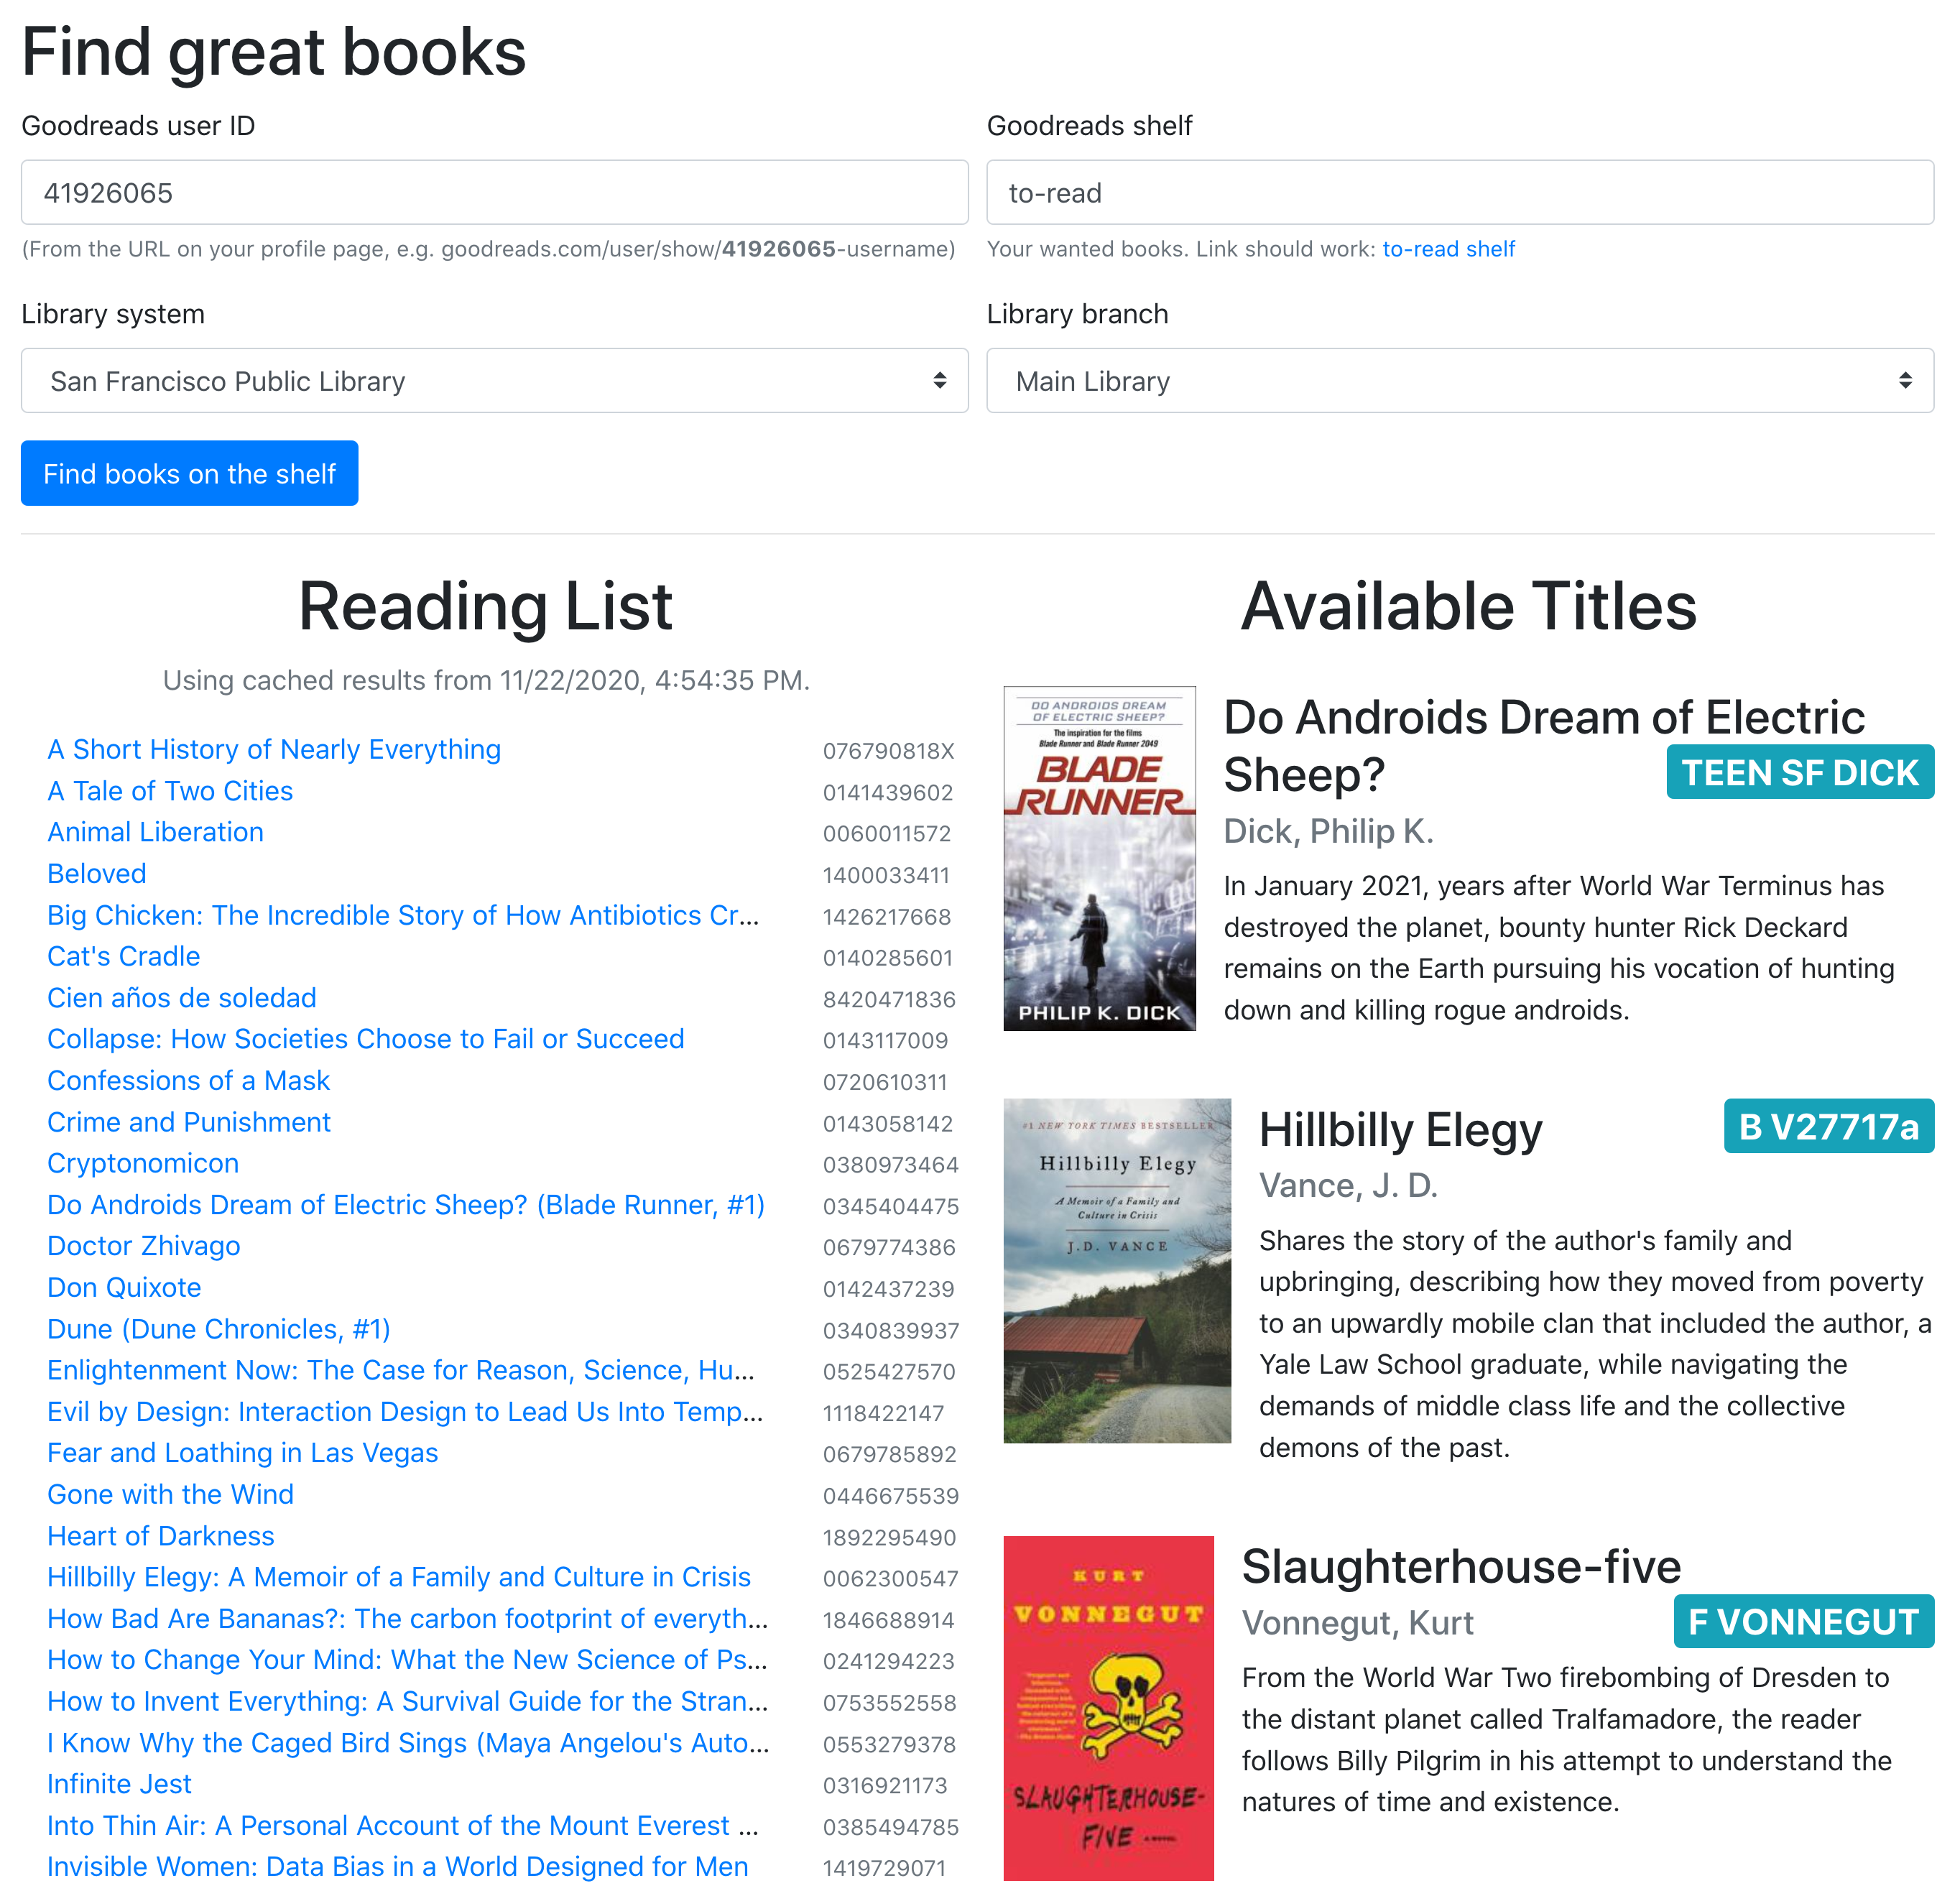 Find great books
Goodreads user ID
Goodreads shelf
41926065
to-read
(From the URL on your profile page, e.g. goodreads.com/user/show/41926065-username)
Your wanted books. Link should work: to-read shelf
Library system
Library branch
San Francisco Public Library
Main Library
Find books on the shelf
Reading List
Using cached results from 11/22/2020, 4:54:35 PM.
A Short History of Nearly Everything 076790818X
A Tale of Two Cities 0141439602
Animal Liberation 0060011572
Beloved 1400033411
Big Chicken: The Incredible Story of How Antibiotics Cr... 1426217668
Cat's Cradle 0140285601
Cien años de soledad 8420471836
Collapse: How Societies Choose to Fail or Succeed 0143117009
Confessions of a Mask 0720610311
Crime and Punishment 0143058142
Cryptonomicon 0380973464
Do Androids Dream of Electric Sheep? (Blade Runner, #1) 0345404475
Doctor Zhivago 0679774386
Don Quixote 0142437239
Dune (Dune Chronicles, #1) 0340839937
Enlightenment Now: The Case for Reason, Science, Hu... 0525427570
Evil by Design: Interaction Design to Lead Us Into Temp... 1118422147
Fear and Loathing in Las Vegas 0679785892
Gone with the Wind 0446675539
Heart of Darkness 1892295490
Hillbilly Elegy: A Memoir of a Family and Culture in Crisis 0062300547
How Bad Are Bananas?: The carbon footprint of everyth... 1846688914
How to Change Your Mind: What the New Science of Ps... 0241294223
How to Invent Everything: A Survival Guide for the Stran... 0753552558
I Know Why the Caged Bird Sings (Maya Angelou's Auto... 0553279378
Infinite Jest 0316921173
Into Thin Air: A Personal Account of the Mount Everest ... 0385494785
Invisible Women: Data Bias in a World Designed for Men 1419729071
Available Titles
DO ANDROIDS DREAM
OF ELECTRIC SHEEP?
The inspiration for the films
Blade Runner and Blade Runner 2049
BLADE
RUNNER
PHILIP K. DICK
Do Androids Dream of Electric
Sheep?
TEEN SF DICK
Dick, Philip K.
In January 2021, years after World War Terminus has
destroyed the planet, bounty hunter Rick Deckard
remains on the Earth pursuing his vocation of hunting
down and killing rogue androids.
#1 NEW YORK TIMES BESTSELLER
Hillbilly Elegy
A Memoir of a Family and
Culture in Crisis
J.D. VANCE
Hillbilly Elegy
B V27717a
Vance, J. D.
Shares the story of the author's family and
upbringing, describing how they moved from poverty
to an upwardly mobile clan that included the author, a
Yale Law School graduate, while navigating the
demands of middle class life and the collective
demons of the past.
KURT
VONNEGUT
SLAUGHTERHOUSE-
FIVE
Slaughterhouse-five
Vonnegut, Kurt
F VONNEGUT
From the World War Two firebombing of Dresden to
the distant planet called Tralfamadore, the reader
follows Billy Pilgrim in his attempt to understand the
natures of time and existence.